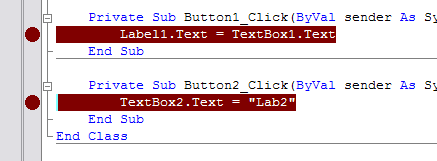 Private Sub Button1_Click(ByVal sender As Sy
Label1.Text = TextBox1.Text
End Sub
Private Sub Button2_Click(ByVal sender As Sy
TextBox2.Text = "Lab2"
End Sub
End Class